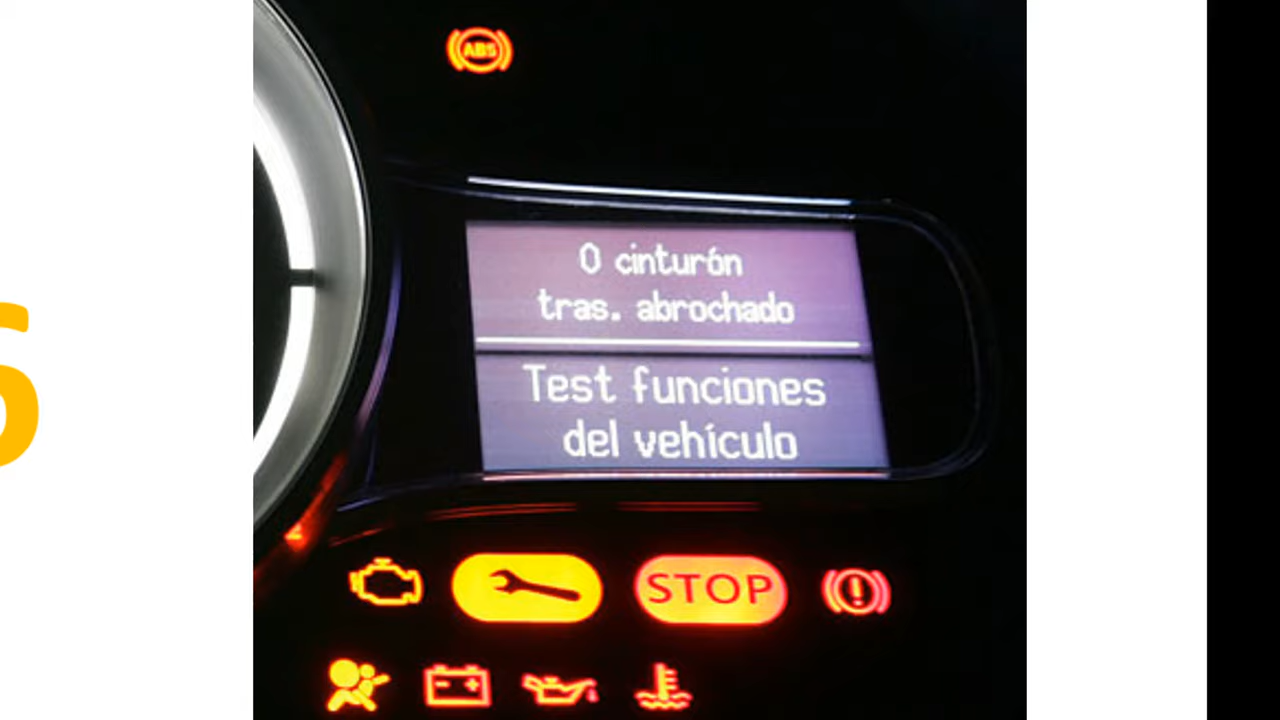 ABS
0 cinturón
tras. abrochado
Test funciones
del vehículo
STOP